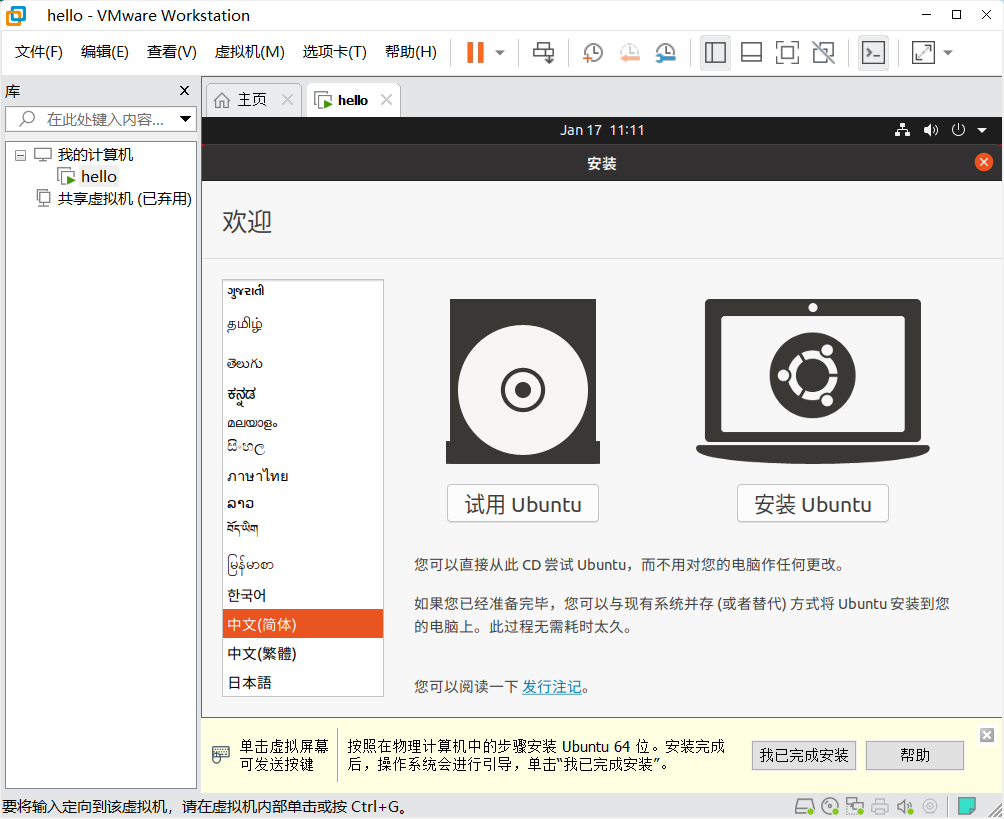 hello - VMware Workstation
文件(F) 编辑(E) 查看(V) 虚拟机(M) 选项卡(T) 帮助(H)
库
在此处键入内容...
我的计算机
hello
共享虚拟机 (已弃用)
主页
hello
Jan 17 11:11
安装
欢迎
ગુજરાતી
தமிழ்
తెలుగు
ಕನ್ನಡ
മലയാളം
සිංහල
ภาษาไทย
ລາວ
བོད་ཡིག
မြန်မာစာ
한국어
中文(简体)
中文(繁體)
日本語
试用 Ubuntu
安装 Ubuntu
您可以直接从此 CD 尝试 Ubuntu，而不用对您的电脑作任何更改。
如果您已经准备完毕，您可以与现有系统并存 (或者替代) 方式将 Ubuntu 安装到您
的电脑上。此过程无需耗时太久。
您可以阅读一下 发行注记。
单击虚拟屏幕
可发送按键
按照在物理计算机中的步骤安装 Ubuntu 64 位。安装完成
后，操作系统会进行引导，单击“我已完成安装”。
我已完成安装
帮助
要将输入定向到该虚拟机，请在虚拟机内部单击或按 Ctrl+G。